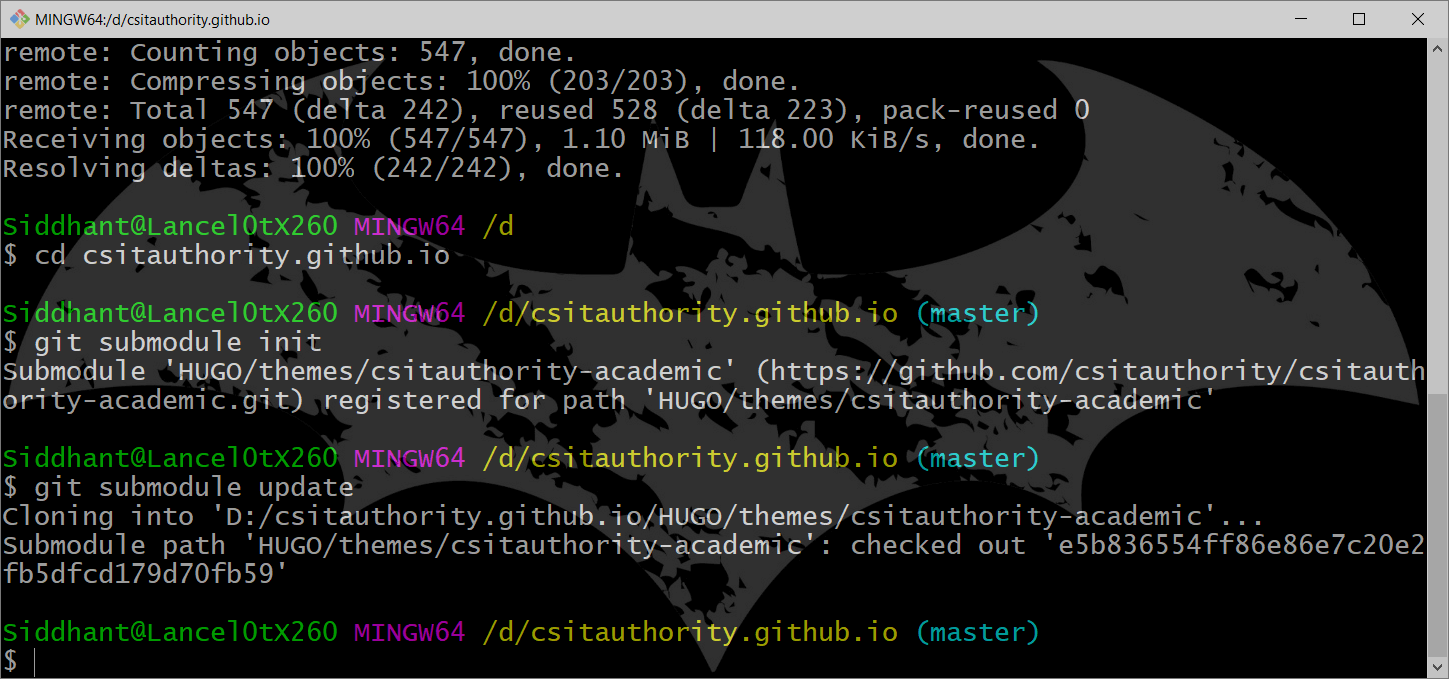 MINGW64:/d/csitauthority.github.io
remote: Counting objects: 547, done.
remote: Compressing objects: 100% (203/203), done.
remote: Total 547 (delta 242), reused 528 (delta 223), pack-reused 0
Receiving objects: 100% (547/547), 1.10 MiB | 118.00 KiB/s, done.
Resolving deltas: 100% (242/242), done.
Siddhant@Lancel0tX260 MINGW64 /d
$ cd csitauthority.github.io
Siddhant@Lancel0tX260 MINGW64 /d/csitauthority.github.io (master)
$ git submodule init
Submodule 'HUGO/themes/csitauthority-academic' (https://github.com/csitauthority/csitauth
ority-academic.git) registered for path 'HUGO/themes/csitauthority-academic'
Siddhant@Lancel0tX260 MINGW64 /d/csitauthority.github.io (master)
$ git submodule update
Cloning into 'D:/csitauthority.github.io/HUGO/themes/csitauthority-academic'...
Submodule path 'HUGO/themes/csitauthority-academic': checked out 'e5b836554ff86e86e7c20e2
fb5dfcd179d70fb59'
Siddhant@Lancel0tX260 MINGW64 /d/csitauthority.github.io (master)
$